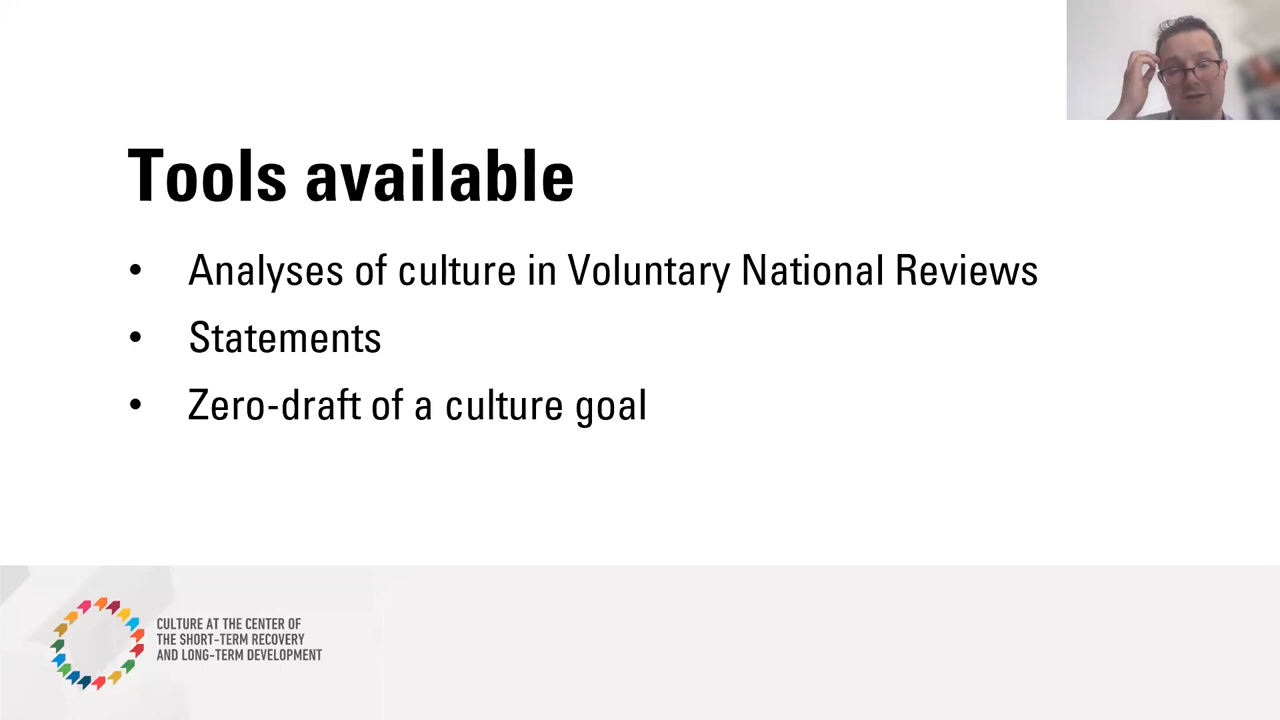 Tools available
• Analyses of culture in Voluntary National Reviews
• Statements
• Zero-draft of a culture goal
CULTURE AT THE CENTER OF
THE SHORT-TERM RECOVERY
AND LONG-TERM DEVELOPMENT